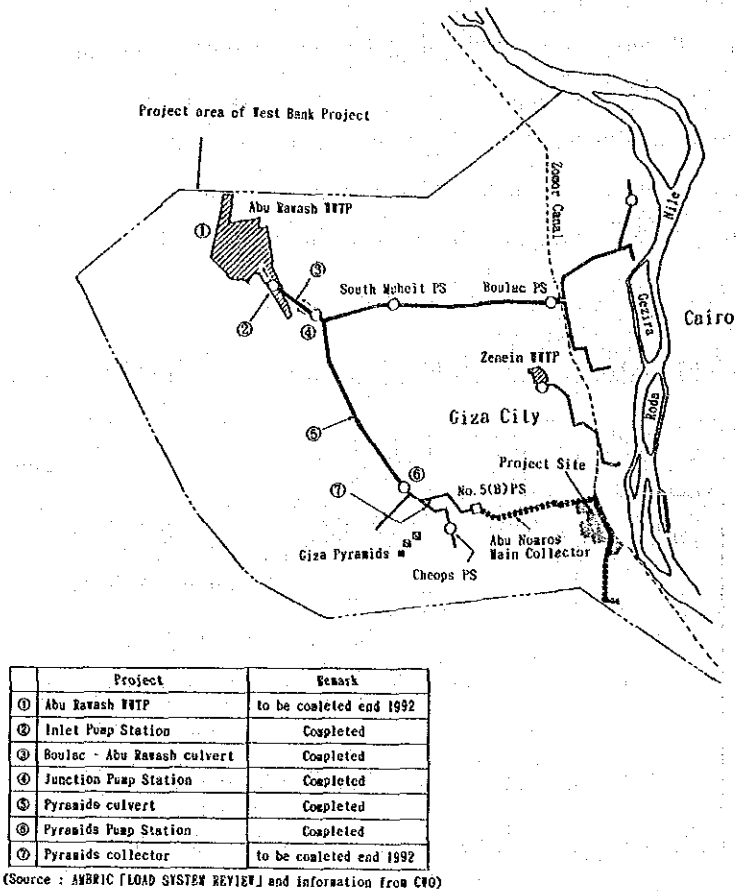 Project area of West Bank Project
Abu Rawash WWTP
①
Zomor Canal
Nile
③
②
④
South Muheit PS
Boulac PS
Gezira
Cairo
Zenein WWTP
Giza City
Roda
⑤
⑥
Project Site
⑦
No.5(B)PS
Giza Pyramids
Abu Nomros
Main Collector
Cheops PS
Project Remark
① Abu Rawash WWTP to be comleted end 1992
② Inlet Pump Station Completed
③ Boulac - Abu Rawash culvert Completed
④ Junction Pump Station Completed
⑤ Pyramids culvert Completed
⑥ Pyramids Pump Station Completed
⑦ Pyramids collector to be comleted end 1992
(Source : AMBRIC ｢LOAD SYSTEM REVIEW｣ and information from CWO)